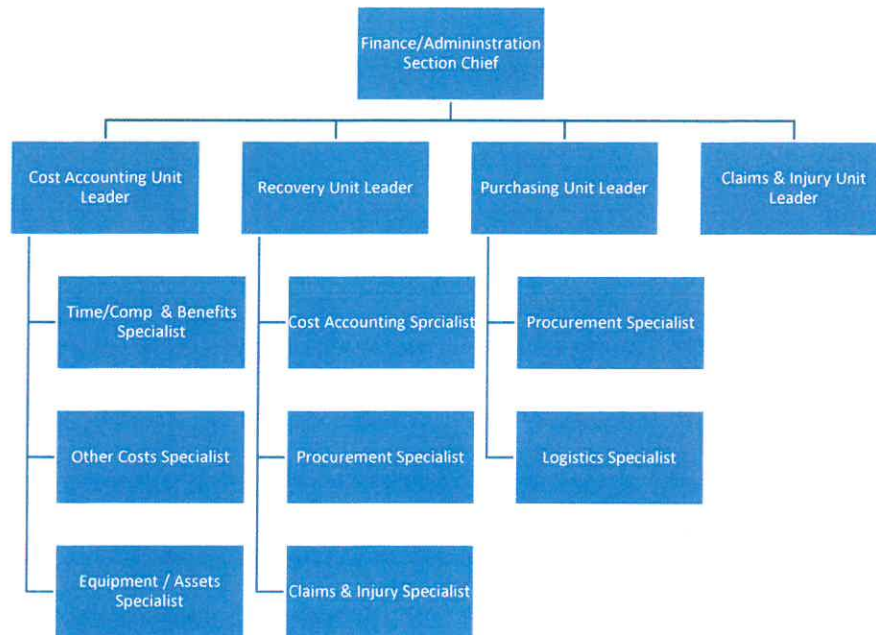 Finance/Admininstration
Section Chief
Cost Accounting Unit
Leader
Recovery Unit Leader
Purchasing Unit Leader
Claims & Injury Unit
Leader
Time/Comp & Benefits
Specialist
Cost Accounting Sprcialist
Procurement Specialist
Other Costs Specialist
Procurement Specialist
Logistics Specialist
Equipment / Assets
Specialist
Claims & Injury Specialist